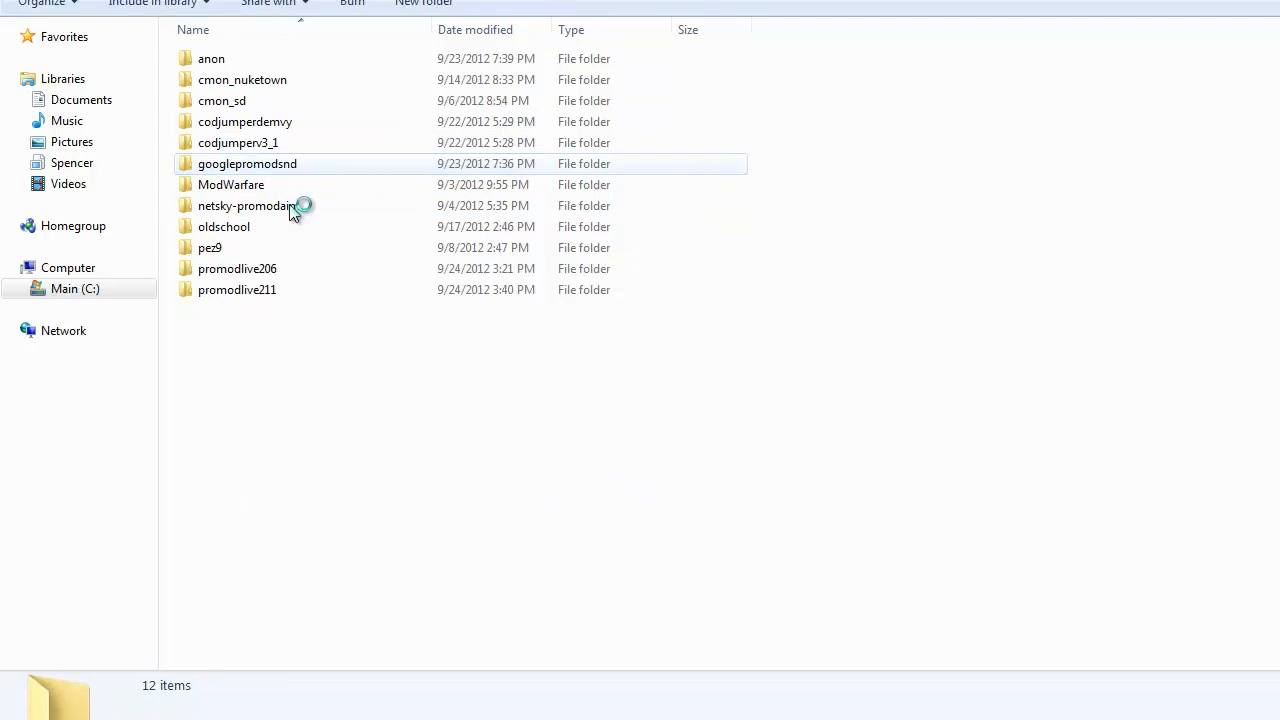 Organize Include in library Share with Burn New folder
Name Date modified Type Size
Favorites
Libraries
Documents
Music
Pictures
Spencer
Videos
Homegroup
Computer
Main (C:)
Network
anon 9/23/2012 7:39 PM File folder
cmon_nuketown 9/14/2012 8:33 PM File folder
cmon_sd 9/6/2012 8:54 PM File folder
codjumperdemvy 9/22/2012 5:29 PM File folder
codjumperv3_1 9/22/2012 5:28 PM File folder
googlepromodsnd 9/23/2012 7:36 PM File folder
ModWarfare 9/3/2012 9:55 PM File folder
9/4/2012 5:35 PM File folder
oldschool 9/17/2012 2:46 PM File folder
pez9 9/8/2012 2:47 PM File folder
promodlive206 9/24/2012 3:21 PM File folder
promodlive211 9/24/2012 3:40 PM File folder
12 items